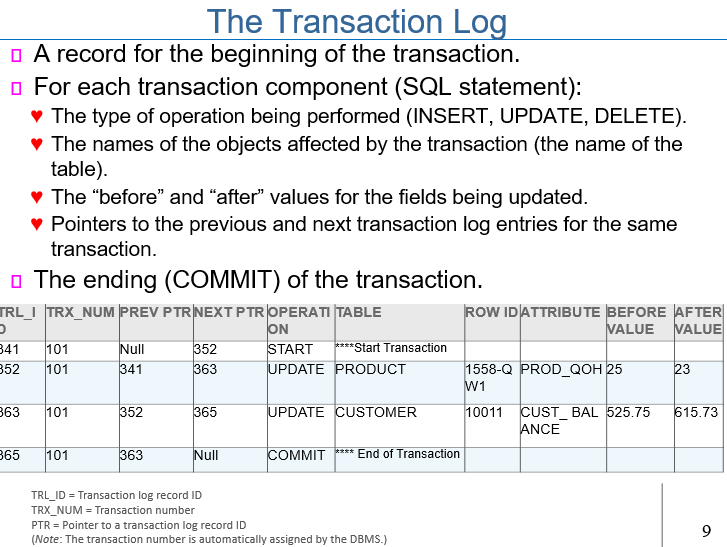 The Transaction Log
A record for the beginning of the transaction.
For each transaction component (SQL statement):
The type of operation being performed (INSERT, UPDATE, DELETE).
The names of the objects affected by the transaction (the name of the
table).
The “before” and “after” values for the fields being updated.
Pointers to the previous and next transaction log entries for the same
transaction.
The ending (COMMIT) of the transaction.
TRL_I TRX_NUM PREV PTR NEXT PTR OPERATI TABLE ROW ID ATTRIBUTE BEFORE AFTER
D ON VALUE VALUE
341 101 Null 352 START ****Start Transaction
352 101 341 363 UPDATE PRODUCT 1558-Q PROD_QOH 25 23
W1
363 101 352 365 UPDATE CUSTOMER 10011 CUST_ BAL 525.75 615.73
ANCE
365 101 363 Null COMMIT **** End of Transaction
TRL_ID = Transaction log record ID
TRX_NUM = Transaction number
PTR = Pointer to a transaction log record ID
(Note: The transaction number is automatically assigned by the DBMS.)
9